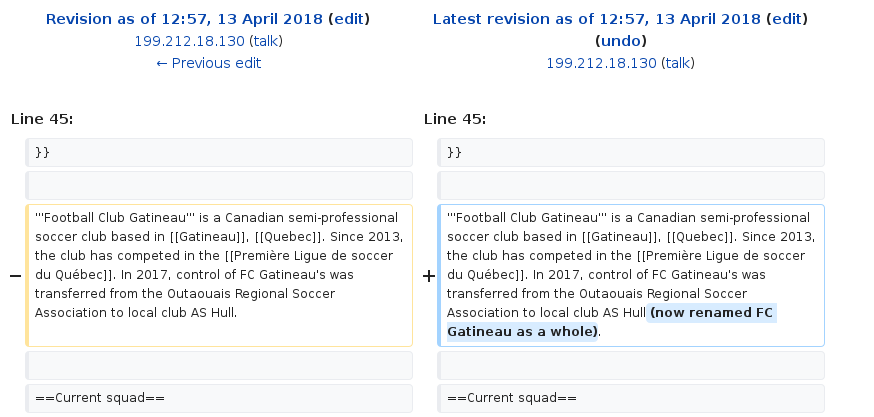 Revision as of 12:57, 13 April 2018 (edit)
199.212.18.130 (talk)
← Previous edit
Latest revision as of 12:57, 13 April 2018 (edit)
(undo)
199.212.18.130 (talk)
Line 45:
Line 45:
}}
}}
− '''Football Club Gatineau''' is a Canadian semi-professional
soccer club based in [[Gatineau]], [[Quebec]]. Since 2013,
the club has competed in the [[Première Ligue de soccer
du Québec]]. In 2017, control of FC Gatineau's was
transferred from the Outaouais Regional Soccer
Association to local club AS Hull.
+ '''Football Club Gatineau''' is a Canadian semi-professional
soccer club based in [[Gatineau]], [[Quebec]]. Since 2013,
the club has competed in the [[Première Ligue de soccer
du Québec]]. In 2017, control of FC Gatineau's was
transferred from the Outaouais Regional Soccer
Association to local club AS Hull (now renamed FC
Gatineau as a whole).
==Current squad==
==Current squad==